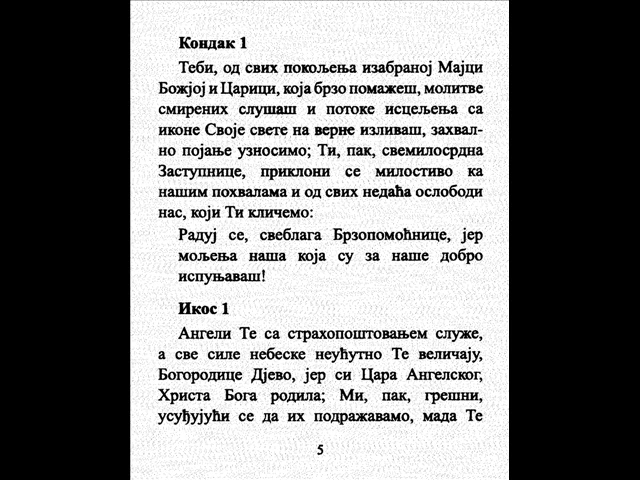 Кондак 1
Теби, од свих покољења изабраној Мајци
Божјој и Царици, која брзо помажеш, молитве
смирених слушаш и потоке исцељења са
иконе Своје свете на верне изливаш, захвал-
но појање узносимо; Ти, пак, свемилосрдна
Заступнице, приклони се милостиво ка
нашим похвалама и од свих недаћа ослободи
нас, који Ти кличемо:
Радуј се, свеблага Брзопомоћнице, јер
мољења наша која су за наше добро
испуњаваш!
Икос 1
Ангели Те са страхопоштовањем служе,
а све силе небеске неућутно Те величају,
Богородице Дјево, јер си Цара Ангелског,
Христа Бога родила; Ми, пак, грешни,
усуђујући се да их подражавамо, мада Те
5